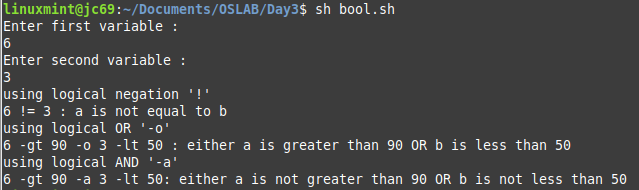 linuxmint@jc69:~/Documents/OSLAB/Day3$ sh bool.sh
Enter first variable :
6
Enter second variable :
3
using logical negation '!'
6 != 3 : a is not equal to b
using logical OR '-o'
6 -gt 90 -o 3 -lt 50 : either a is greater than 90 OR b is less than 50
using logical AND '-a'
6 -gt 90 -a 3 -lt 50: either a is not greater than 90 OR b is not less than 50